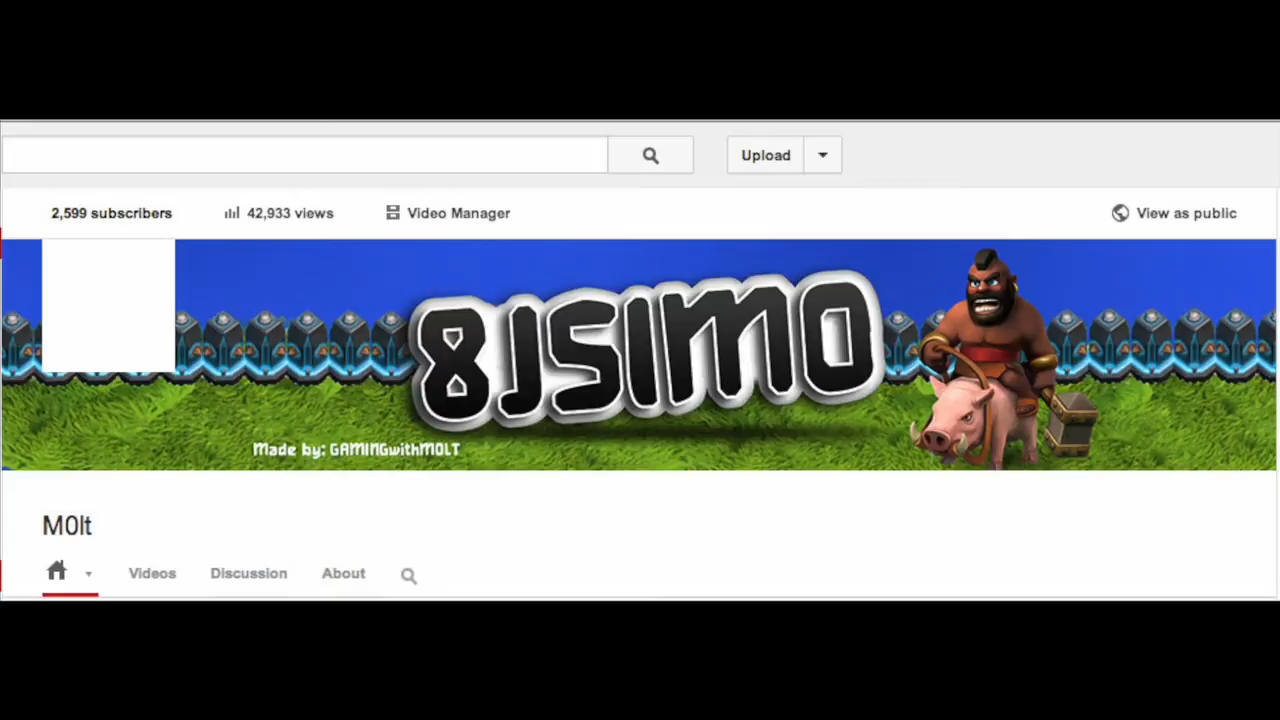 Upload
2,599 subscribers 42,933 views Video Manager View as public
8JSIMO
Made by: GAMINGwithMOLT
M0lt
Videos Discussion About